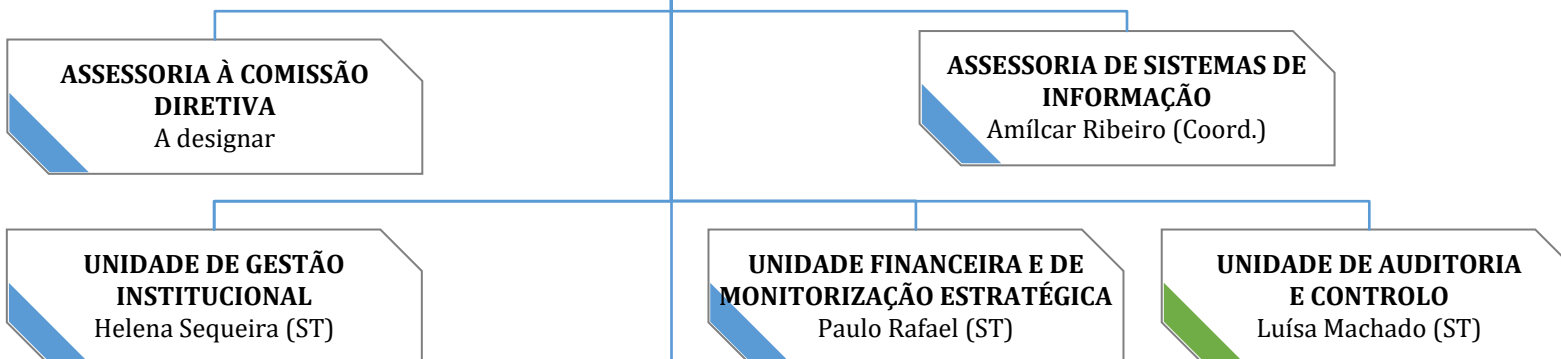 ASSESSORIA À COMISSÃO
DIRETIVA
A designar
ASSESSORIA DE SISTEMAS DE
INFORMAÇÃO
Amílcar Ribeiro (Coord.)
UNIDADE DE GESTÃO
INSTITUCIONAL
Helena Sequeira (ST)
UNIDADE FINANCEIRA E DE
MONITORIZAÇÃO ESTRATÉGICA
Paulo Rafael (ST)
UNIDADE DE AUDITORIA
E CONTROLO
Luísa Machado (ST)